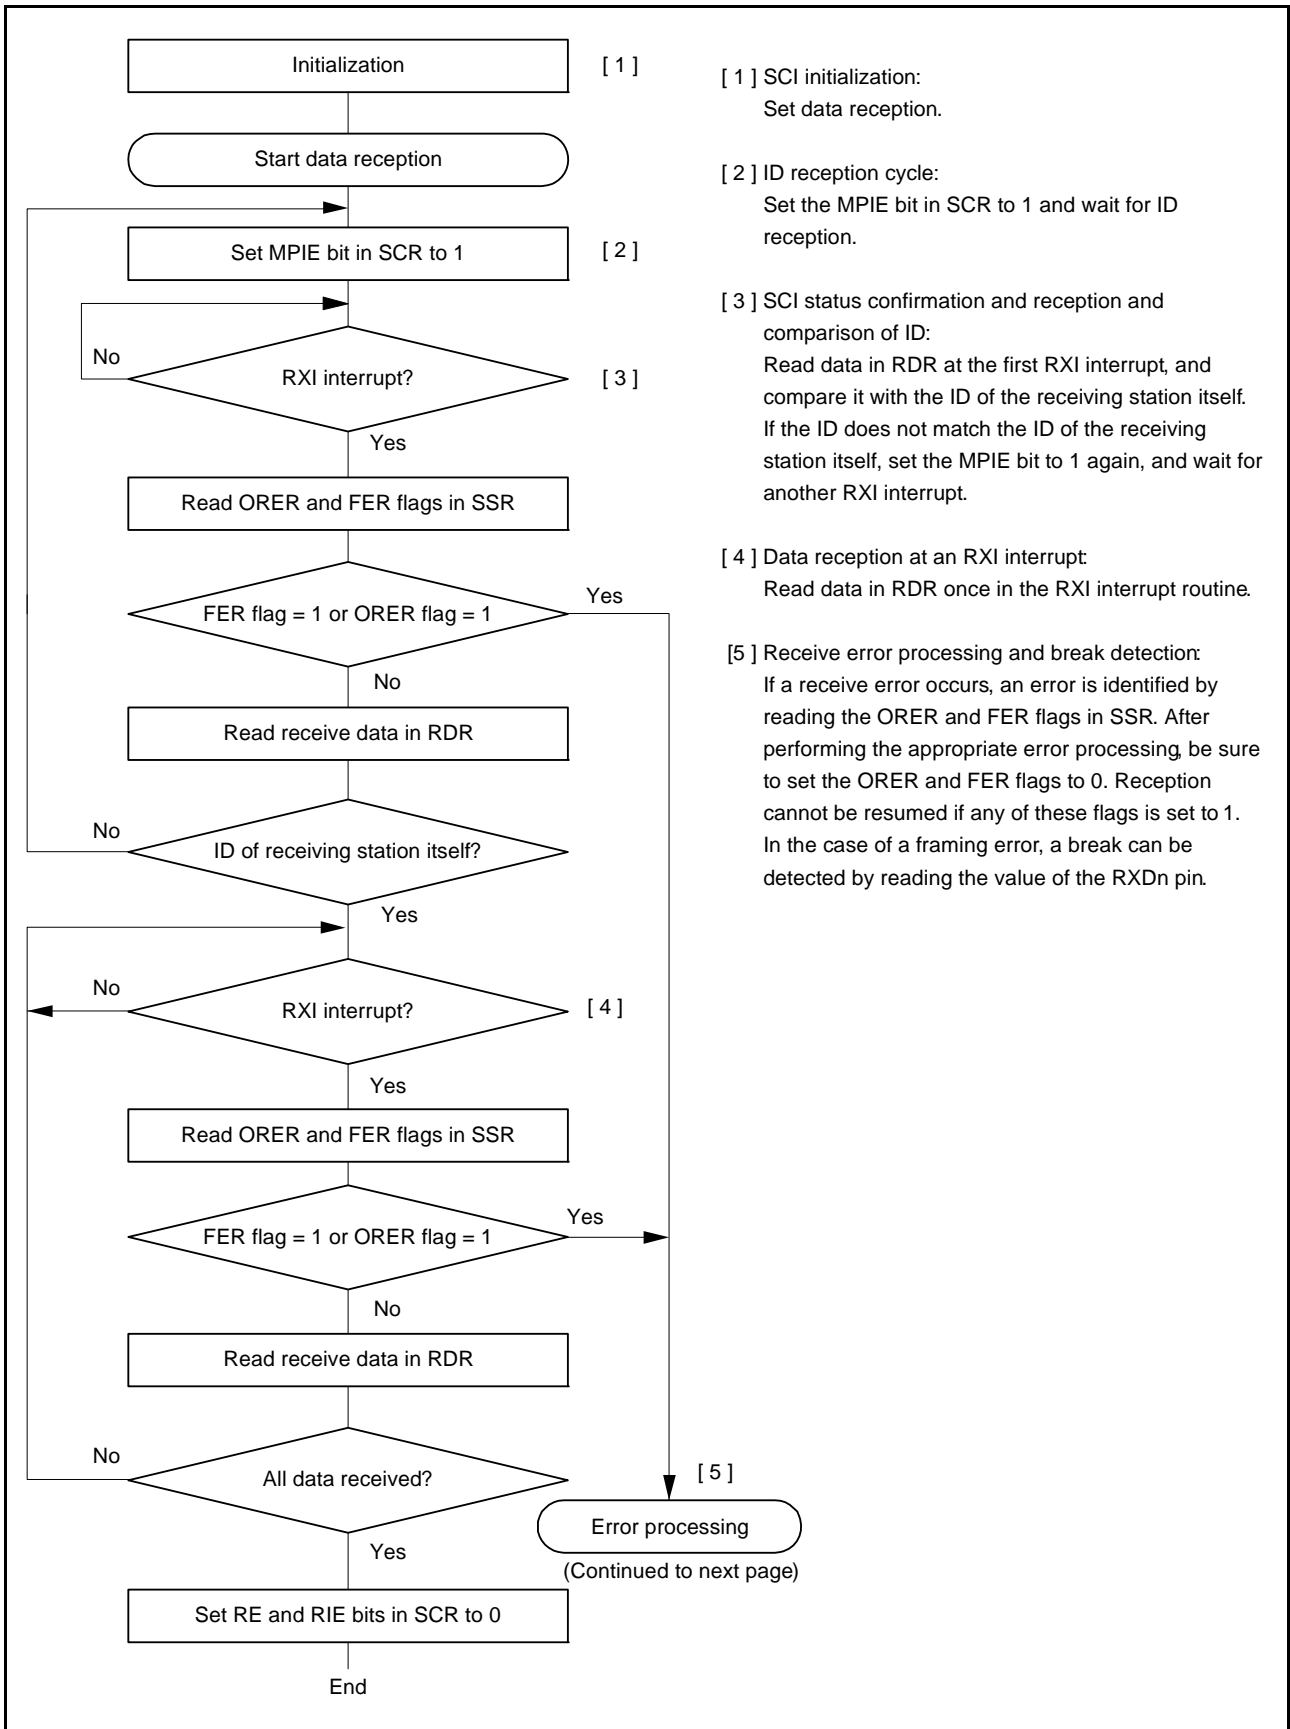 Initialization
[ 1 ]
Start data reception
Set MPIE bit in SCR to 1
[ 2 ]
No
RXI interrupt?
[ 3 ]
Yes
Read ORER and FER flags in SSR
FER flag = 1 or ORER flag = 1
Yes
No
Read receive data in RDR
No
ID of receiving station itself?
Yes
No
RXI interrupt?
[ 4 ]
Yes
Read ORER and FER flags in SSR
FER flag = 1 or ORER flag = 1
Yes
No
Read receive data in RDR
No
All data received?
[ 5 ]
Yes
Error processing
(Continued to next page)
Set RE and RIE bits in SCR to 0
End
[ 1 ] SCI initialization:
Set data reception.
[ 2 ] ID reception cycle:
Set the MPIE bit in SCR to 1 and wait for ID
reception.
[ 3 ] SCI status confirmation and reception and
comparison of ID:
Read data in RDR at the first RXI interrupt, and
compare it with the ID of the receiving station itself.
If the ID does not match the ID of the receiving
station itself, set the MPIE bit to 1 again, and wait for
another RXI interrupt.
[ 4 ] Data reception at an RXI interrupt:
Read data in RDR once in the RXI interrupt routine.
[5 ] Receive error processing and break detection:
If a receive error occurs, an error is identified by
reading the ORER and FER flags in SSR. After
performing the appropriate error processing, be sure
to set the ORER and FER flags to 0. Reception
cannot be resumed if any of these flags is set to 1.
In the case of a framing error, a break can be
detected by reading the value of the RXDn pin.